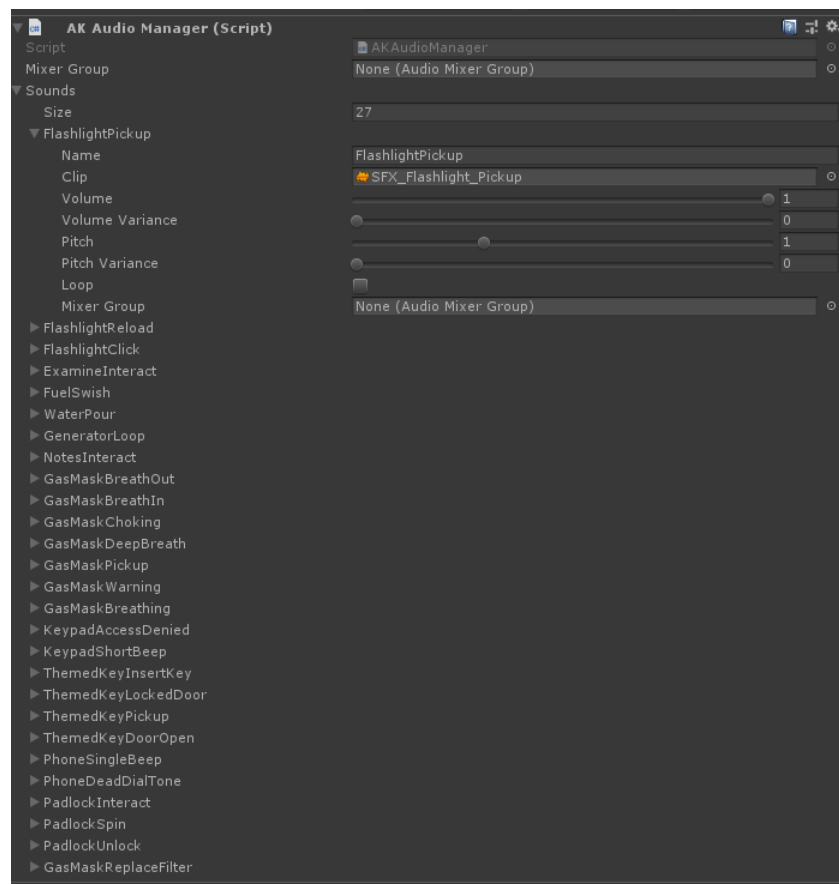 AK Audio Manager (Script)
Script AKAudioManager
Mixer Group None (Audio Mixer Group)
Sounds
Size 27
FlashlightPickup
Name FlashlightPickup
Clip SFX_Flashlight_Pickup
Volume 1
Volume Variance 0
Pitch 1
Pitch Variance 0
Loop
Mixer Group None (Audio Mixer Group)
FlashlightReload
FlashlightClick
ExamineInteract
FuelSwish
WaterPour
GeneratorLoop
NotesInteract
GasMaskBreathOut
GasMaskBreathIn
GasMaskChoking
GasMaskDeepBreath
GasMaskPickup
GasMaskWarning
GasMaskBreathing
KeypadAccessDenied
KeypadShortBeep
ThemedKeyInsertKey
ThemedKeyLockedDoor
ThemedKeyPickup
ThemedKeyDoorOpen
PhoneSingleBeep
PhoneDeadDialTone
PadlockInteract
PadlockSpin
PadlockUnlock
GasMaskReplaceFilter